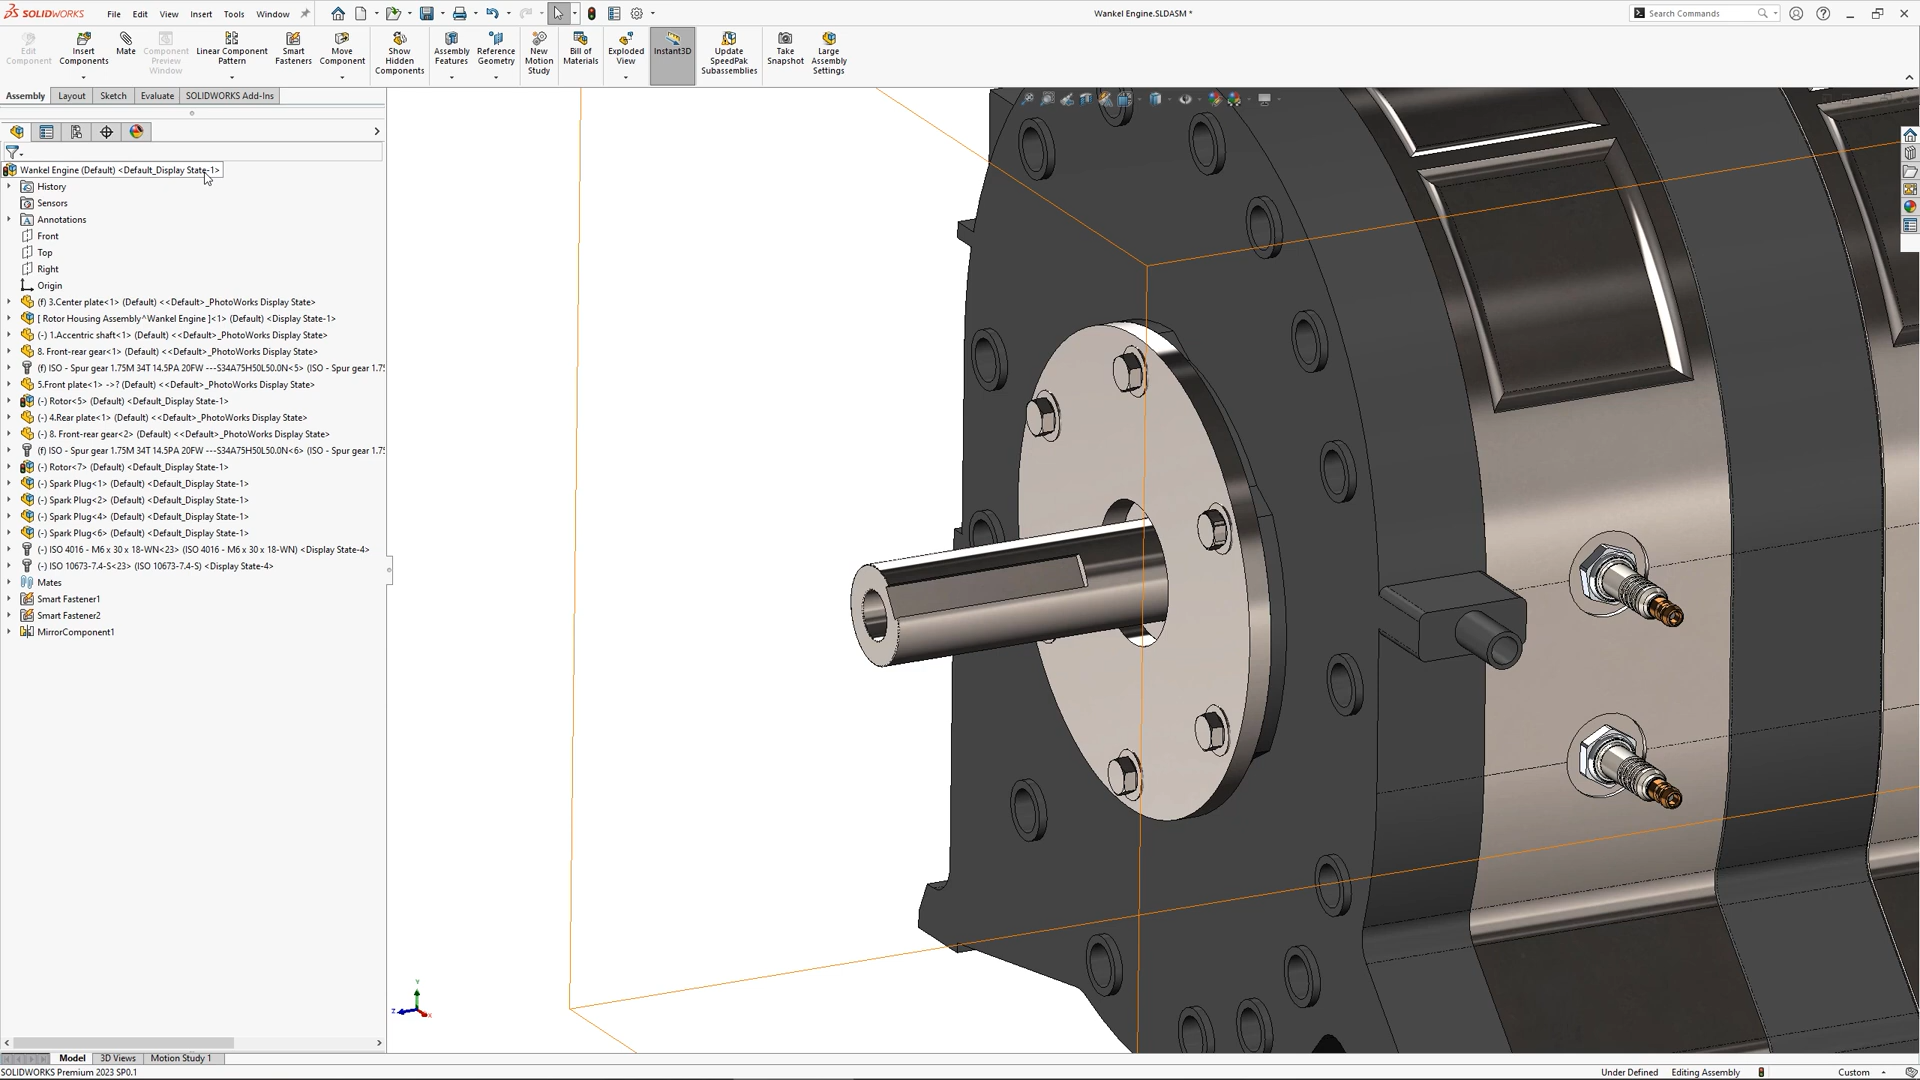 SOLIDWORKS File Edit View Insert Tools Window
Wankel Engine.SLDASM *
Search Commands
Edit Component
Insert Components
Mate
Component Preview Window
Linear Component Pattern
Smart Fasteners
Move Component
Show Hidden Components
Assembly Features
Reference Geometry
New Motion Study
Bill of Materials
Exploded View
Instant3D
Update SpeedPak Subassemblies
Take Snapshot
Large Assembly Settings
Assembly Layout Sketch Evaluate SOLIDWORKS Add-Ins
Wankel Engine (Default) <Default_Display State-1>
History
Sensors
Annotations
Front
Top
Right
Origin
(f) 3.Center plate<1> (Default) <<Default>_PhotoWorks Display State>
[ Rotor Housing Assembly^Wankel Engine ]<1> (Default) <Display State-1>
(-) 1.Accentric shaft<1> (Default) <<Default>_PhotoWorks Display State>
8. Front-rear gear<1> (Default) <<Default>_PhotoWorks Display State>
(f) ISO - Spur gear 1.75M 34T 14.5PA 20FW ---S34A75H50L50.0N<5> (ISO - Spur gear 1.75
5.Front plate<1> ->? (Default) <<Default>_PhotoWorks Display State>
(-) Rotor<5> (Default) <Default_Display State-1>
(-) 4.Rear plate<1> (Default) <<Default>_PhotoWorks Display State>
(-) 8. Front-rear gear<2> (Default) <<Default>_PhotoWorks Display State>
(f) ISO - Spur gear 1.75M 34T 14.5PA 20FW ---S34A75H50L50.0N<6> (ISO - Spur gear 1.75
(-) Rotor<7> (Default) <Default_Display State-1>
(-) Spark Plug<1> (Default) <Default_Display State-1>
(-) Spark Plug<2> (Default) <Default_Display State-1>
(-) Spark Plug<4> (Default) <Default_Display State-1>
(-) Spark Plug<6> (Default) <Default_Display State-1>
(-) ISO 4016 - M6 x 30 x 18-WN<23> (ISO 4016 - M6 x 30 x 18-WN) <Display State-4>
(-) ISO 10673-7.4-S<23> (ISO 10673-7.4-S) <Display State-4>
Mates
Smart Fastener1
Smart Fastener2
MirrorComponent1
Y
Z
X
Model 3D Views Motion Study 1
SOLIDWORKS Premium 2023 SP0.1
Under Defined Editing Assembly Custom